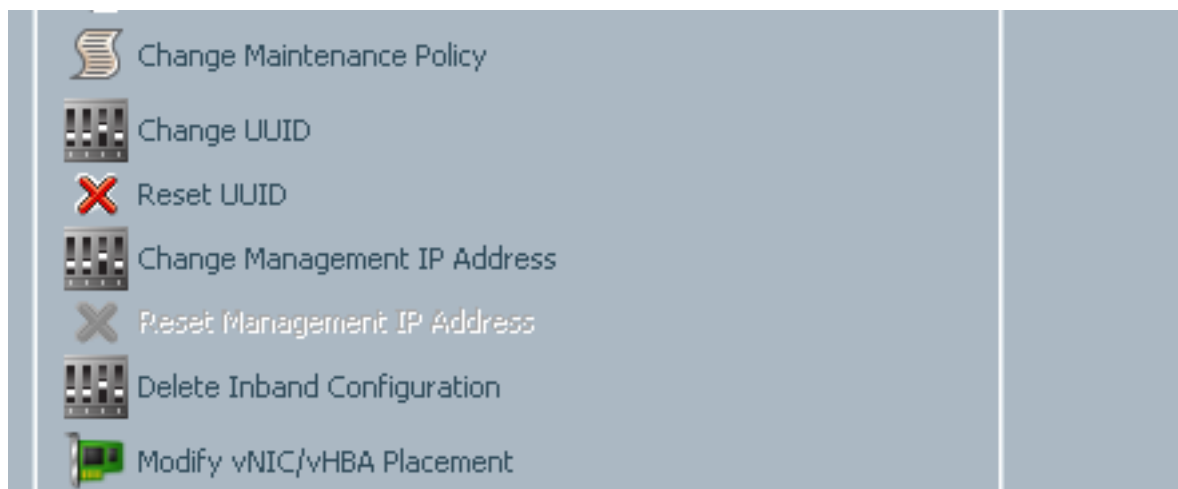 Change Maintenance Policy
Change UUID
Reset UUID
Change Management IP Address
Reset Management IP Address
Delete Inband Configuration
Modify vNIC/vHBA Placement